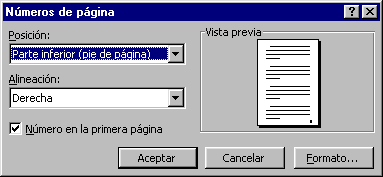 Números de página
Posición:
Parte inferior (pie de página)
Alineación:
Derecha
Número en la primera página
Vista previa
Aceptar
Cancelar
Formato...